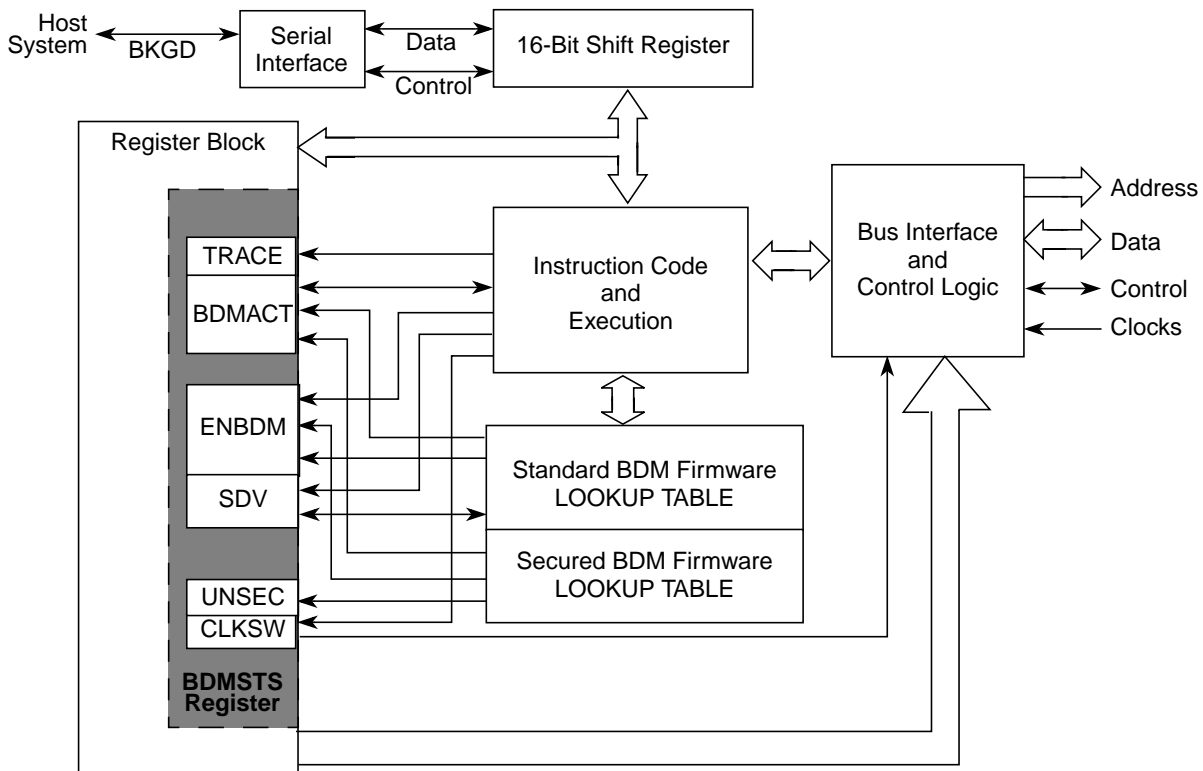 Host
System
BKGD
Serial
Interface
Data
Control
16-Bit Shift Register
Register Block
TRACE
BDMACT
ENBDM
SDV
UNSEC
CLKSW
BDMSTS
Register
Instruction Code
and
Execution
Standard BDM Firmware
LOOKUP TABLE
Secured BDM Firmware
LOOKUP TABLE
Bus Interface
and
Control Logic
Address
Data
Control
Clocks